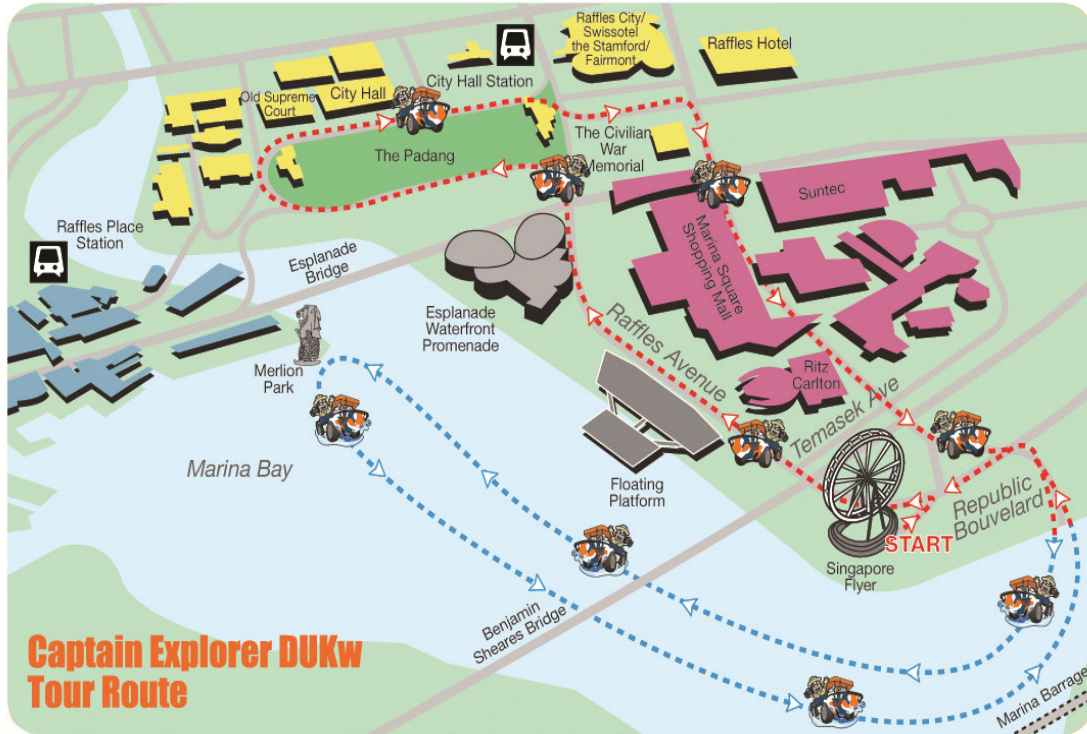 Raffles City/
Swissotel
the Stamford/
Fairmont
Raffles Hotel
City Hall Station
Old Supreme
Court
City Hall
The Padang
The Civilian
War
Memorial
Suntec
Raffles Place
Station
Esplanade
Bridge
Marina Square
Shopping Mall
Esplanade
Waterfront
Promenade
Raffles Avenue
Merlion
Park
Ritz
Carlton
Temasek Ave
Marina Bay
Floating
Platform
Republic
Bouvelard
START
Singapore
Flyer
Benjamin
Sheares Bridge
Captain Explorer DUKw
Tour Route
Marina Barrage